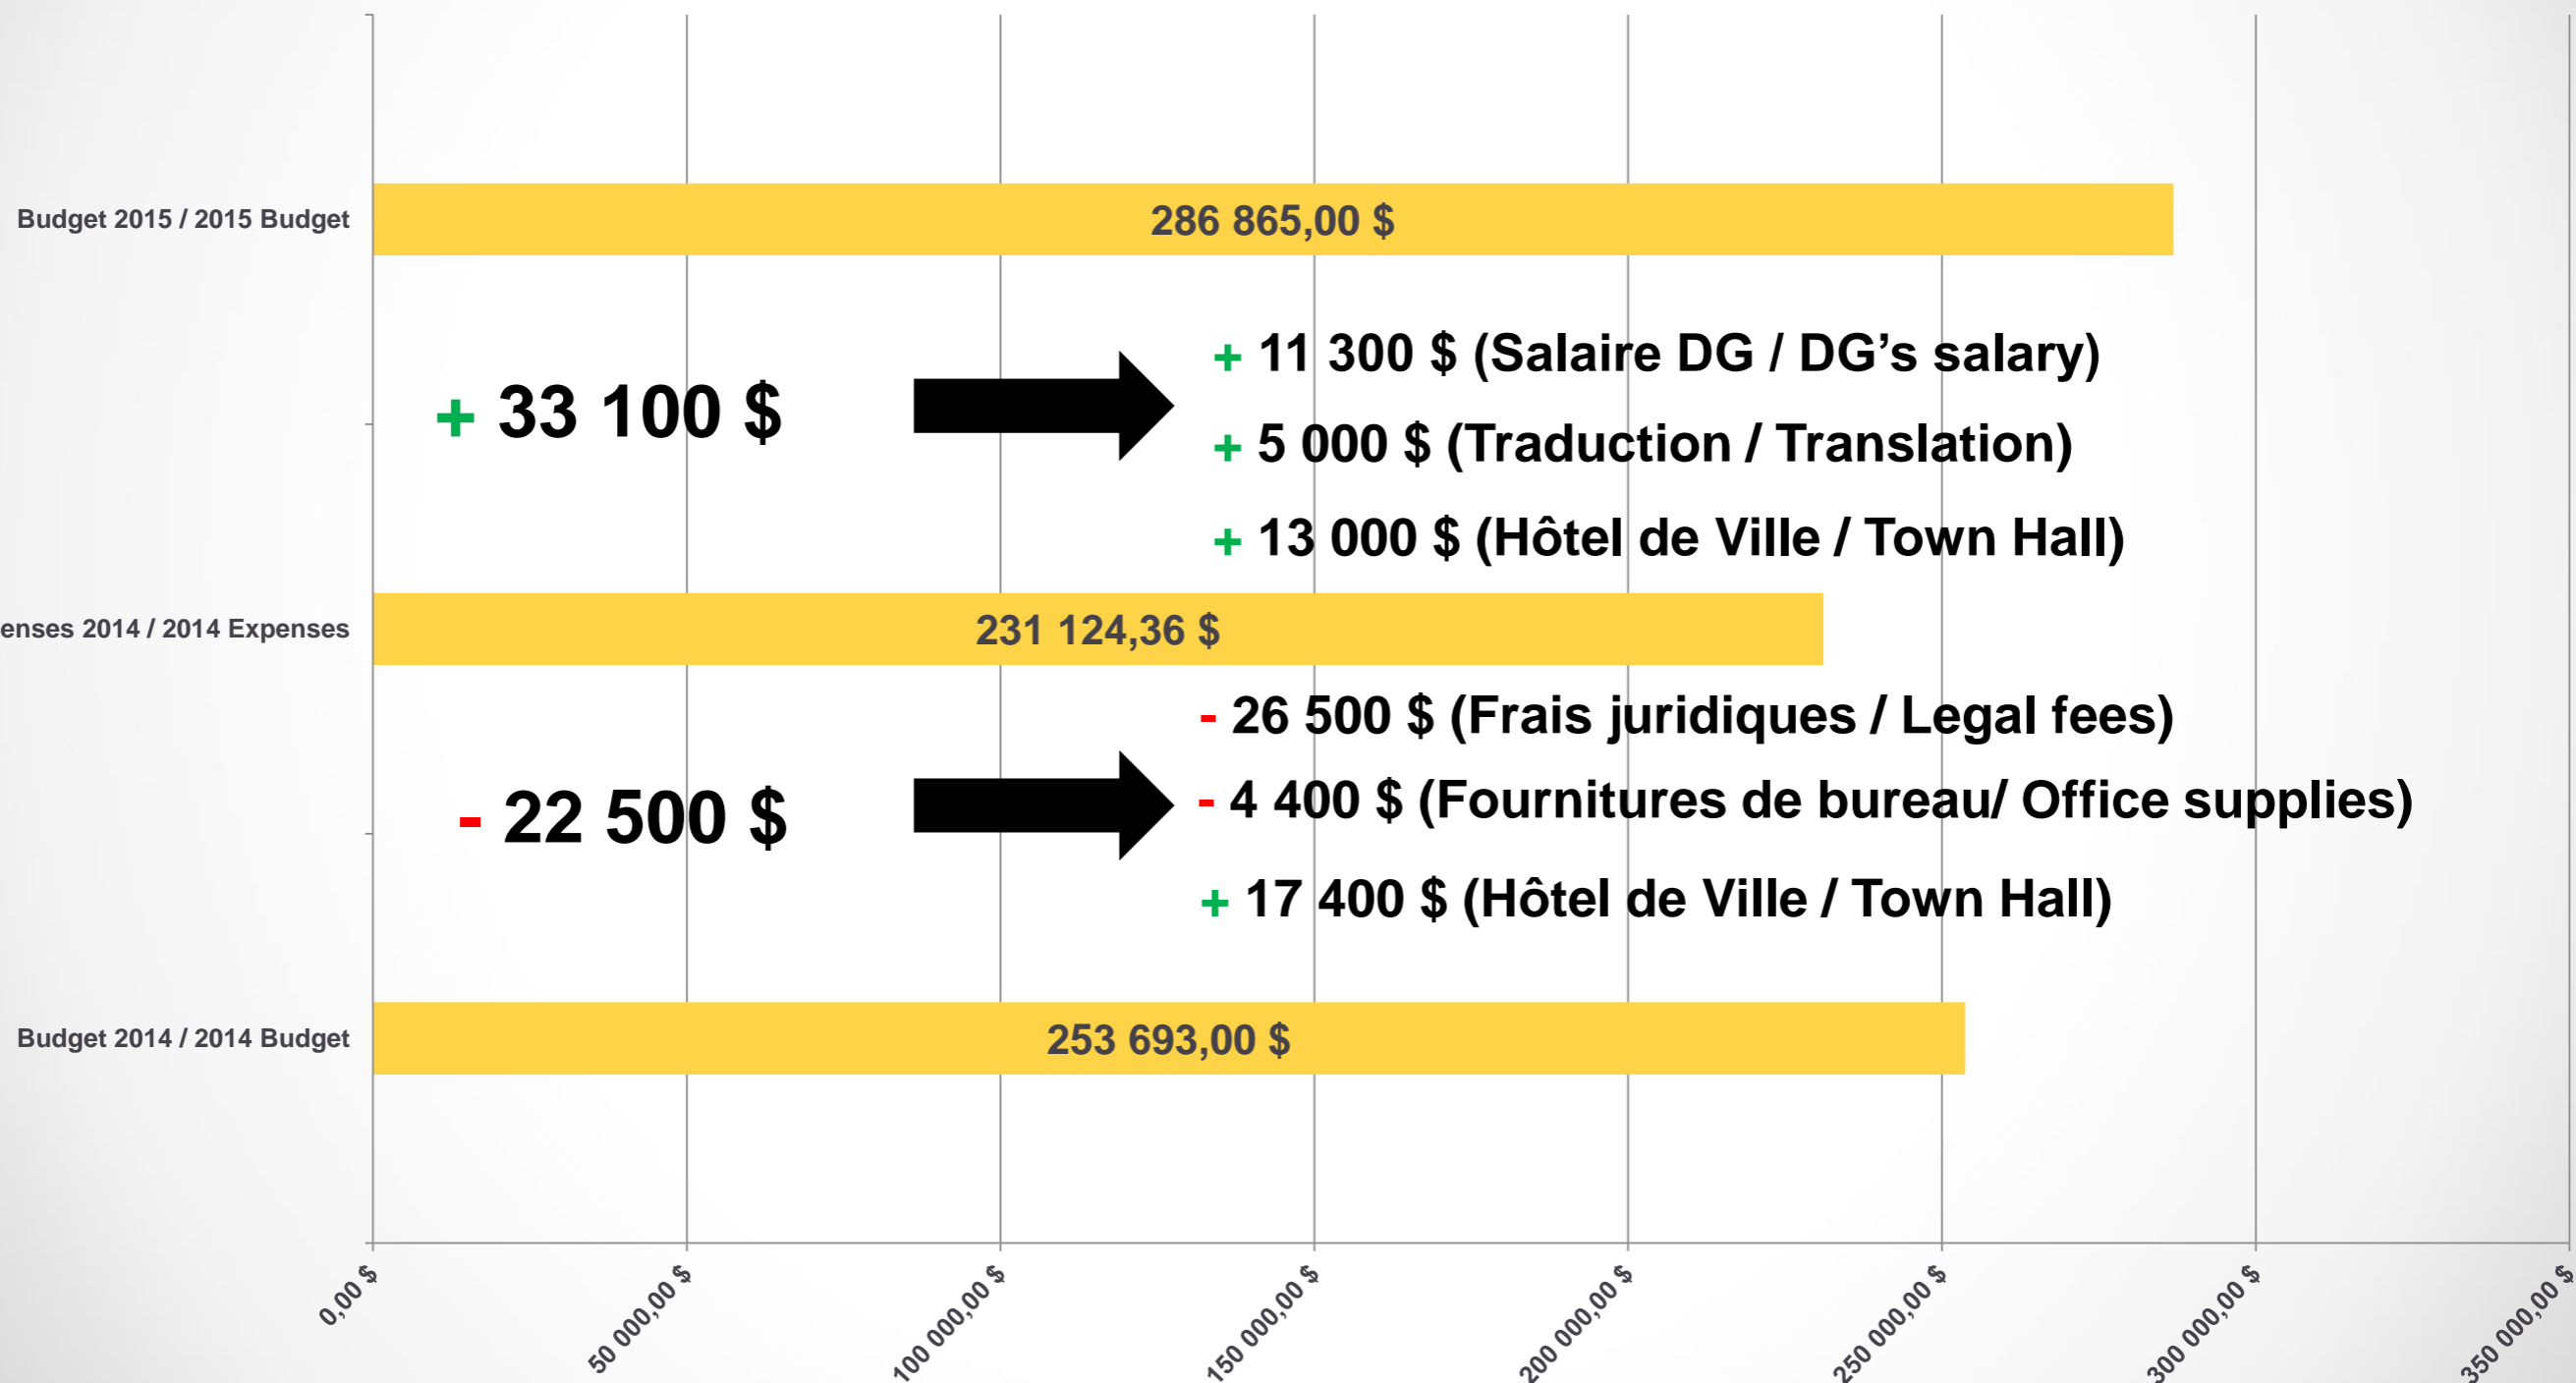 Budget 2015 / 2015 Budget
286 865,00 $
+ 33 100 $
+ 11 300 $ (Salaire DG / DG’s salary)
+ 5 000 $ (Traduction / Translation)
+ 13 000 $ (Hôtel de Ville / Town Hall)
enses 2014 / 2014 Expenses
231 124,36 $
- 22 500 $
- 26 500 $ (Frais juridiques / Legal fees)
- 4 400 $ (Fournitures de bureau/ Office supplies)
+ 17 400 $ (Hôtel de Ville / Town Hall)
Budget 2014 / 2014 Budget
253 693,00 $
0,00 $
50 000,00 $
100 000,00 $
150 000,00 $
200 000,00 $
250 000,00 $
300 000,00 $
350 000,00 $